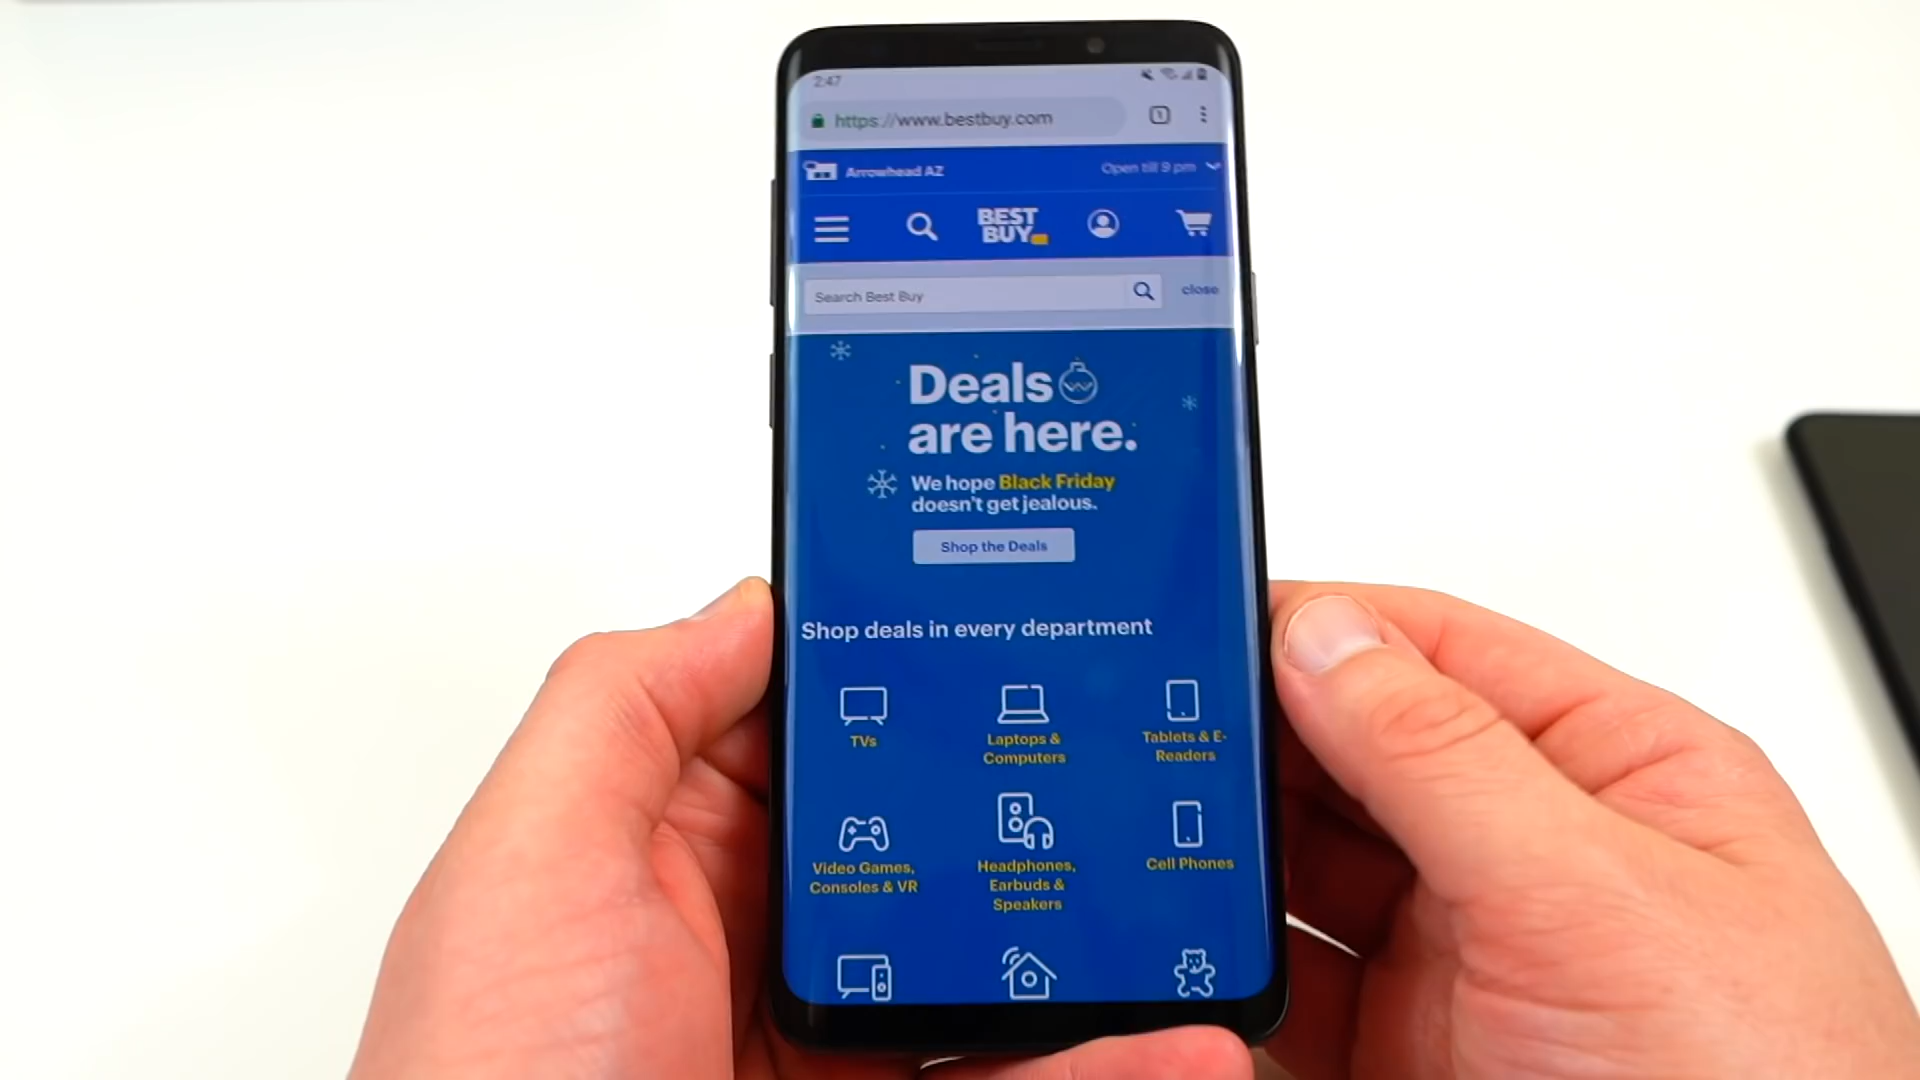 2:47
https://www.bestbuy.com
Arrowhead AZ
Open till 9 pm
BEST
BUY
Search Best Buy
close
Deals
are here.
We hope Black Friday
doesn't get jealous.
Shop the Deals
Shop deals in every department
TVs
Laptops &
Computers
Tablets & E-
Readers
Video Games,
Consoles & VR
Headphones,
Earbuds &
Speakers
Cell Phones